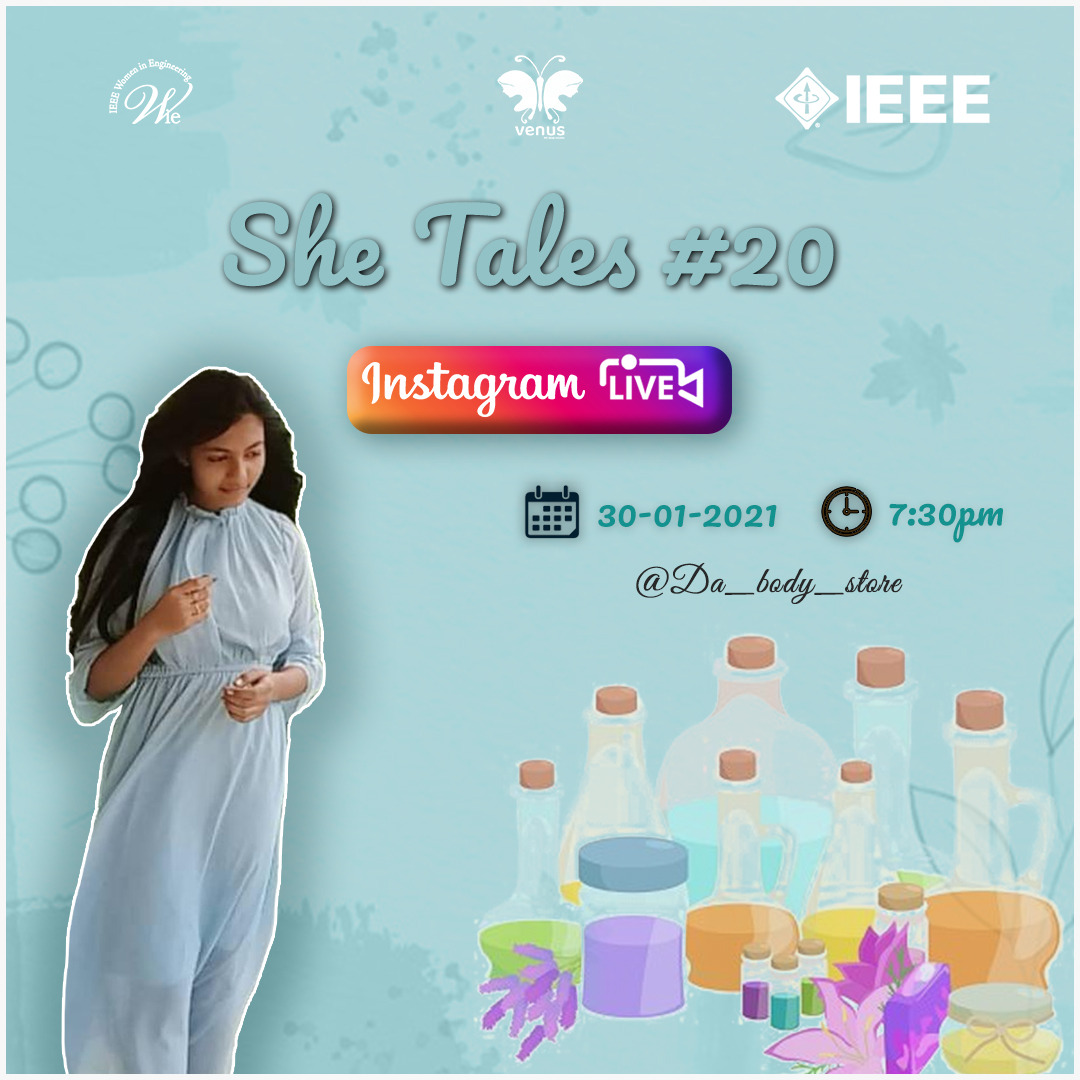 IEEE Women in Engineering
WIe
venus
IEEE
She Tales #20
Instagram LIVE
30-01-2021 7:30pm
@Da_body_store